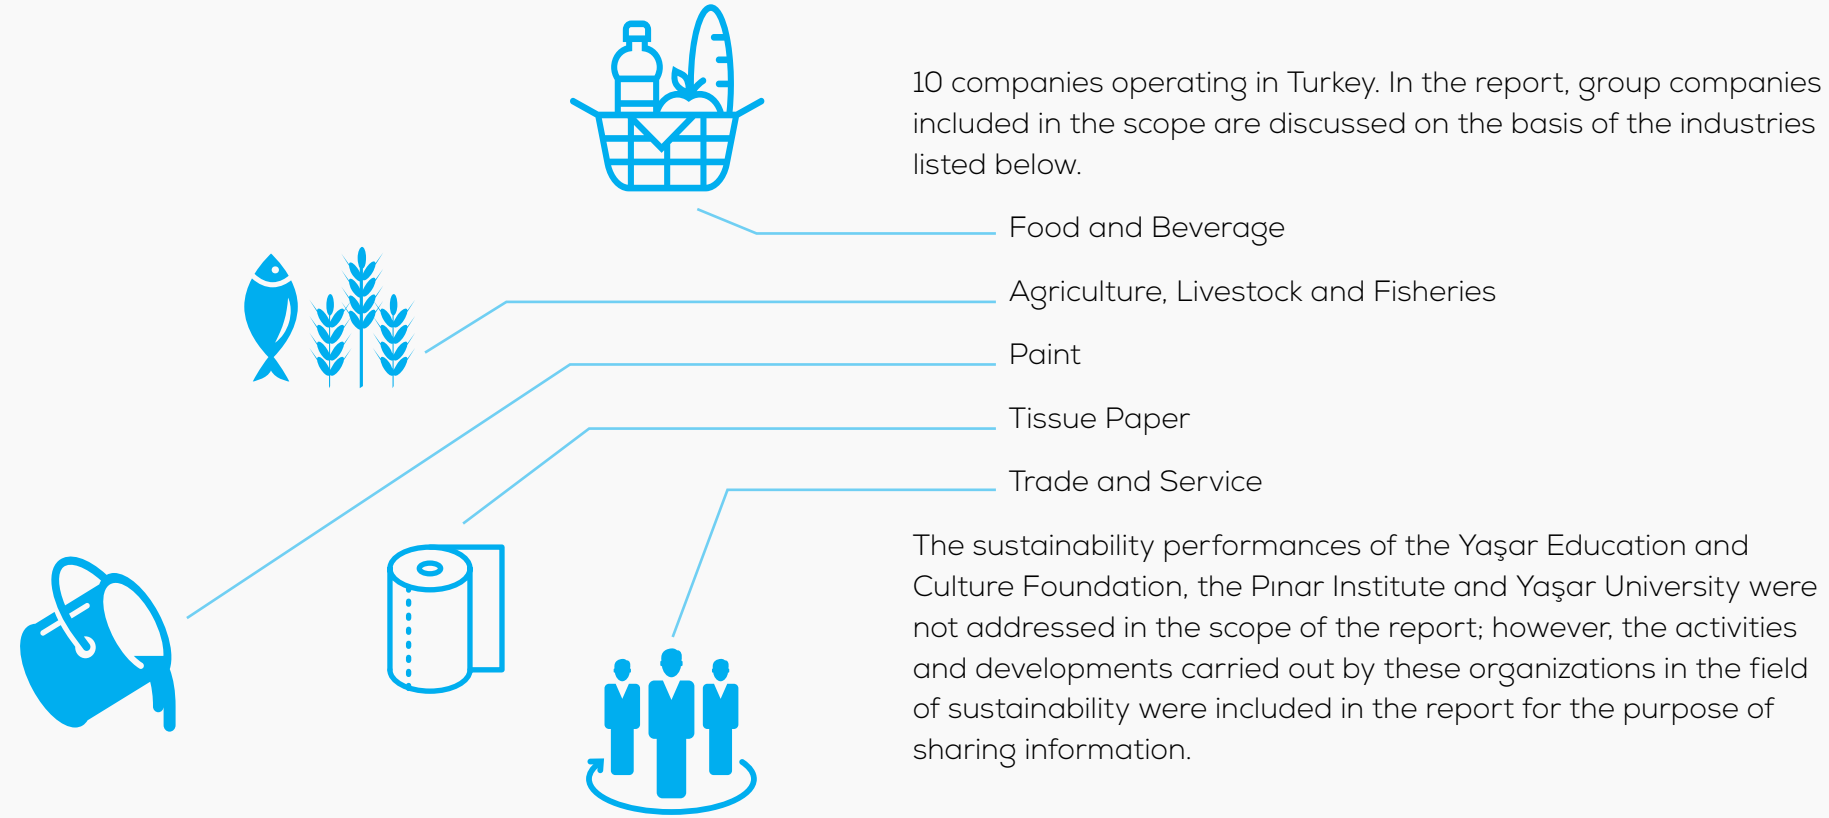 10 companies operating in Turkey. In the report, group companies
included in the scope are discussed on the basis of the industries
listed below.
Food and Beverage
Agriculture, Livestock and Fisheries
Paint
Tissue Paper
Trade and Service
The sustainability performances of the Yaşar Education and
Culture Foundation, the Pınar Institute and Yaşar University were
not addressed in the scope of the report; however, the activities
and developments carried out by these organizations in the field
of sustainability were included in the report for the purpose of
sharing information.